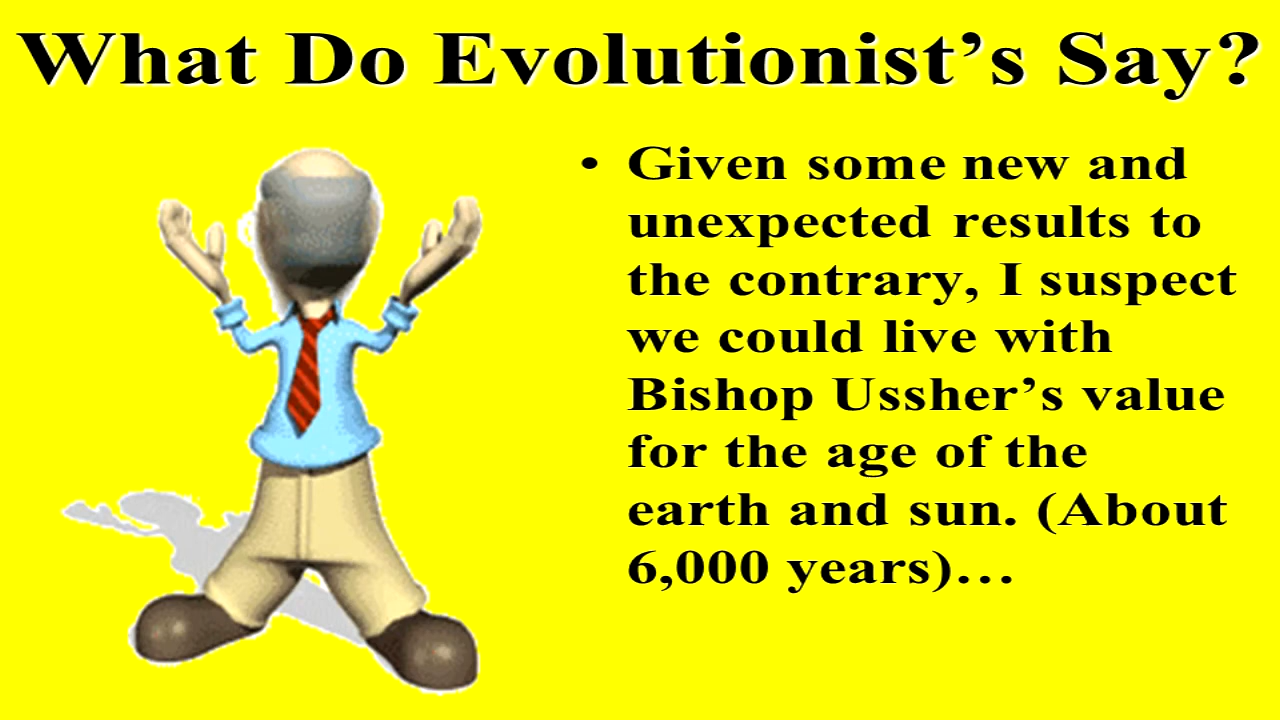 What Do Evolutionist’s Say?
• Given some new and
unexpected results to
the contrary, I suspect
we could live with
Bishop Ussher’s value
for the age of the
earth and sun. (About
6,000 years)…